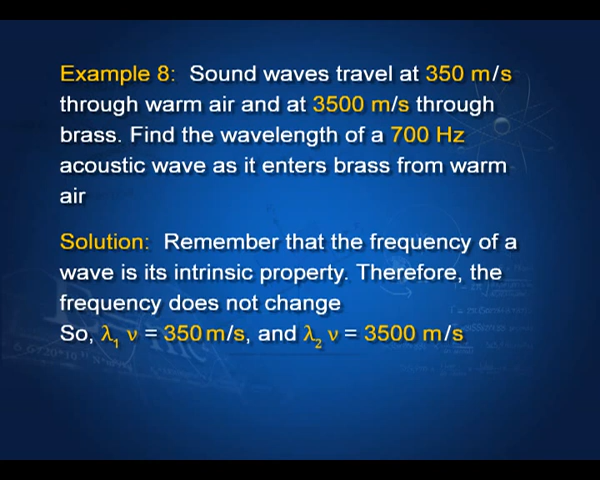 Example 8: Sound waves travel at 350 m/s
through warm air and at 3500 m/s through
brass. Find the wavelength of a 700 Hz
acoustic wave as it enters brass from warm
air
Solution: Remember that the frequency of a
wave is its intrinsic property. Therefore, the
frequency does not change
So, λ₁ ν = 350 m/s, and λ₂ ν = 3500 m/s